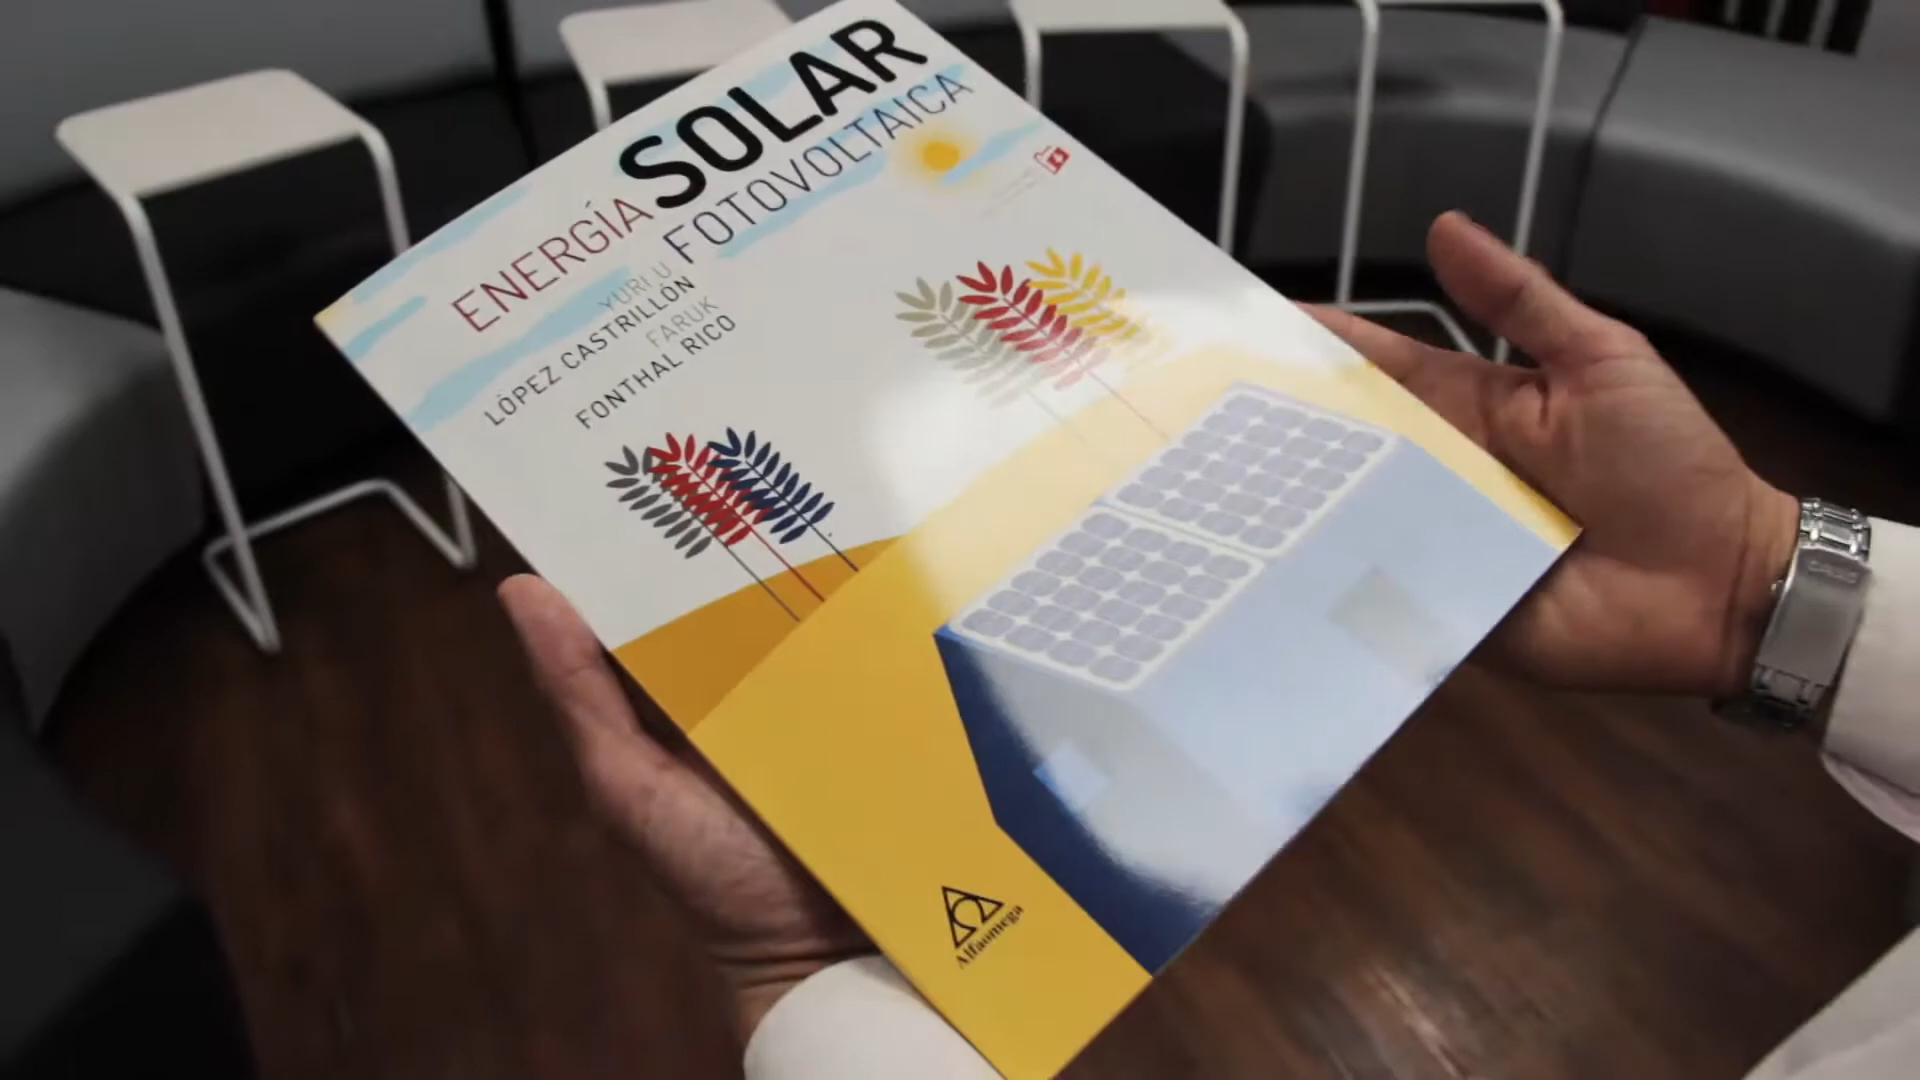 ENERGÍA SOLAR
FOTOVOLTAICA
YURI U
LÓPEZ CASTRILLÓN
FARUK
FONTHAL RICO
Alfaomega